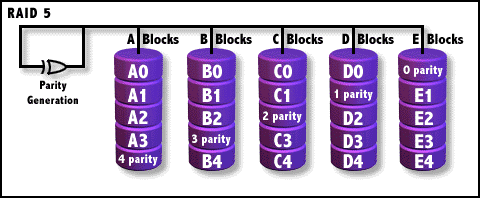 RAID 5
A Blocks B Blocks C Blocks D Blocks E Blocks
Parity
Generation
A0 B0 C0 D0 0 parity
A1 B1 C1 1 parity E1
A2 B2 2 parity D2 E2
A3 3 parity C3 D3 E3
4 parity B4 C4 D4 E4